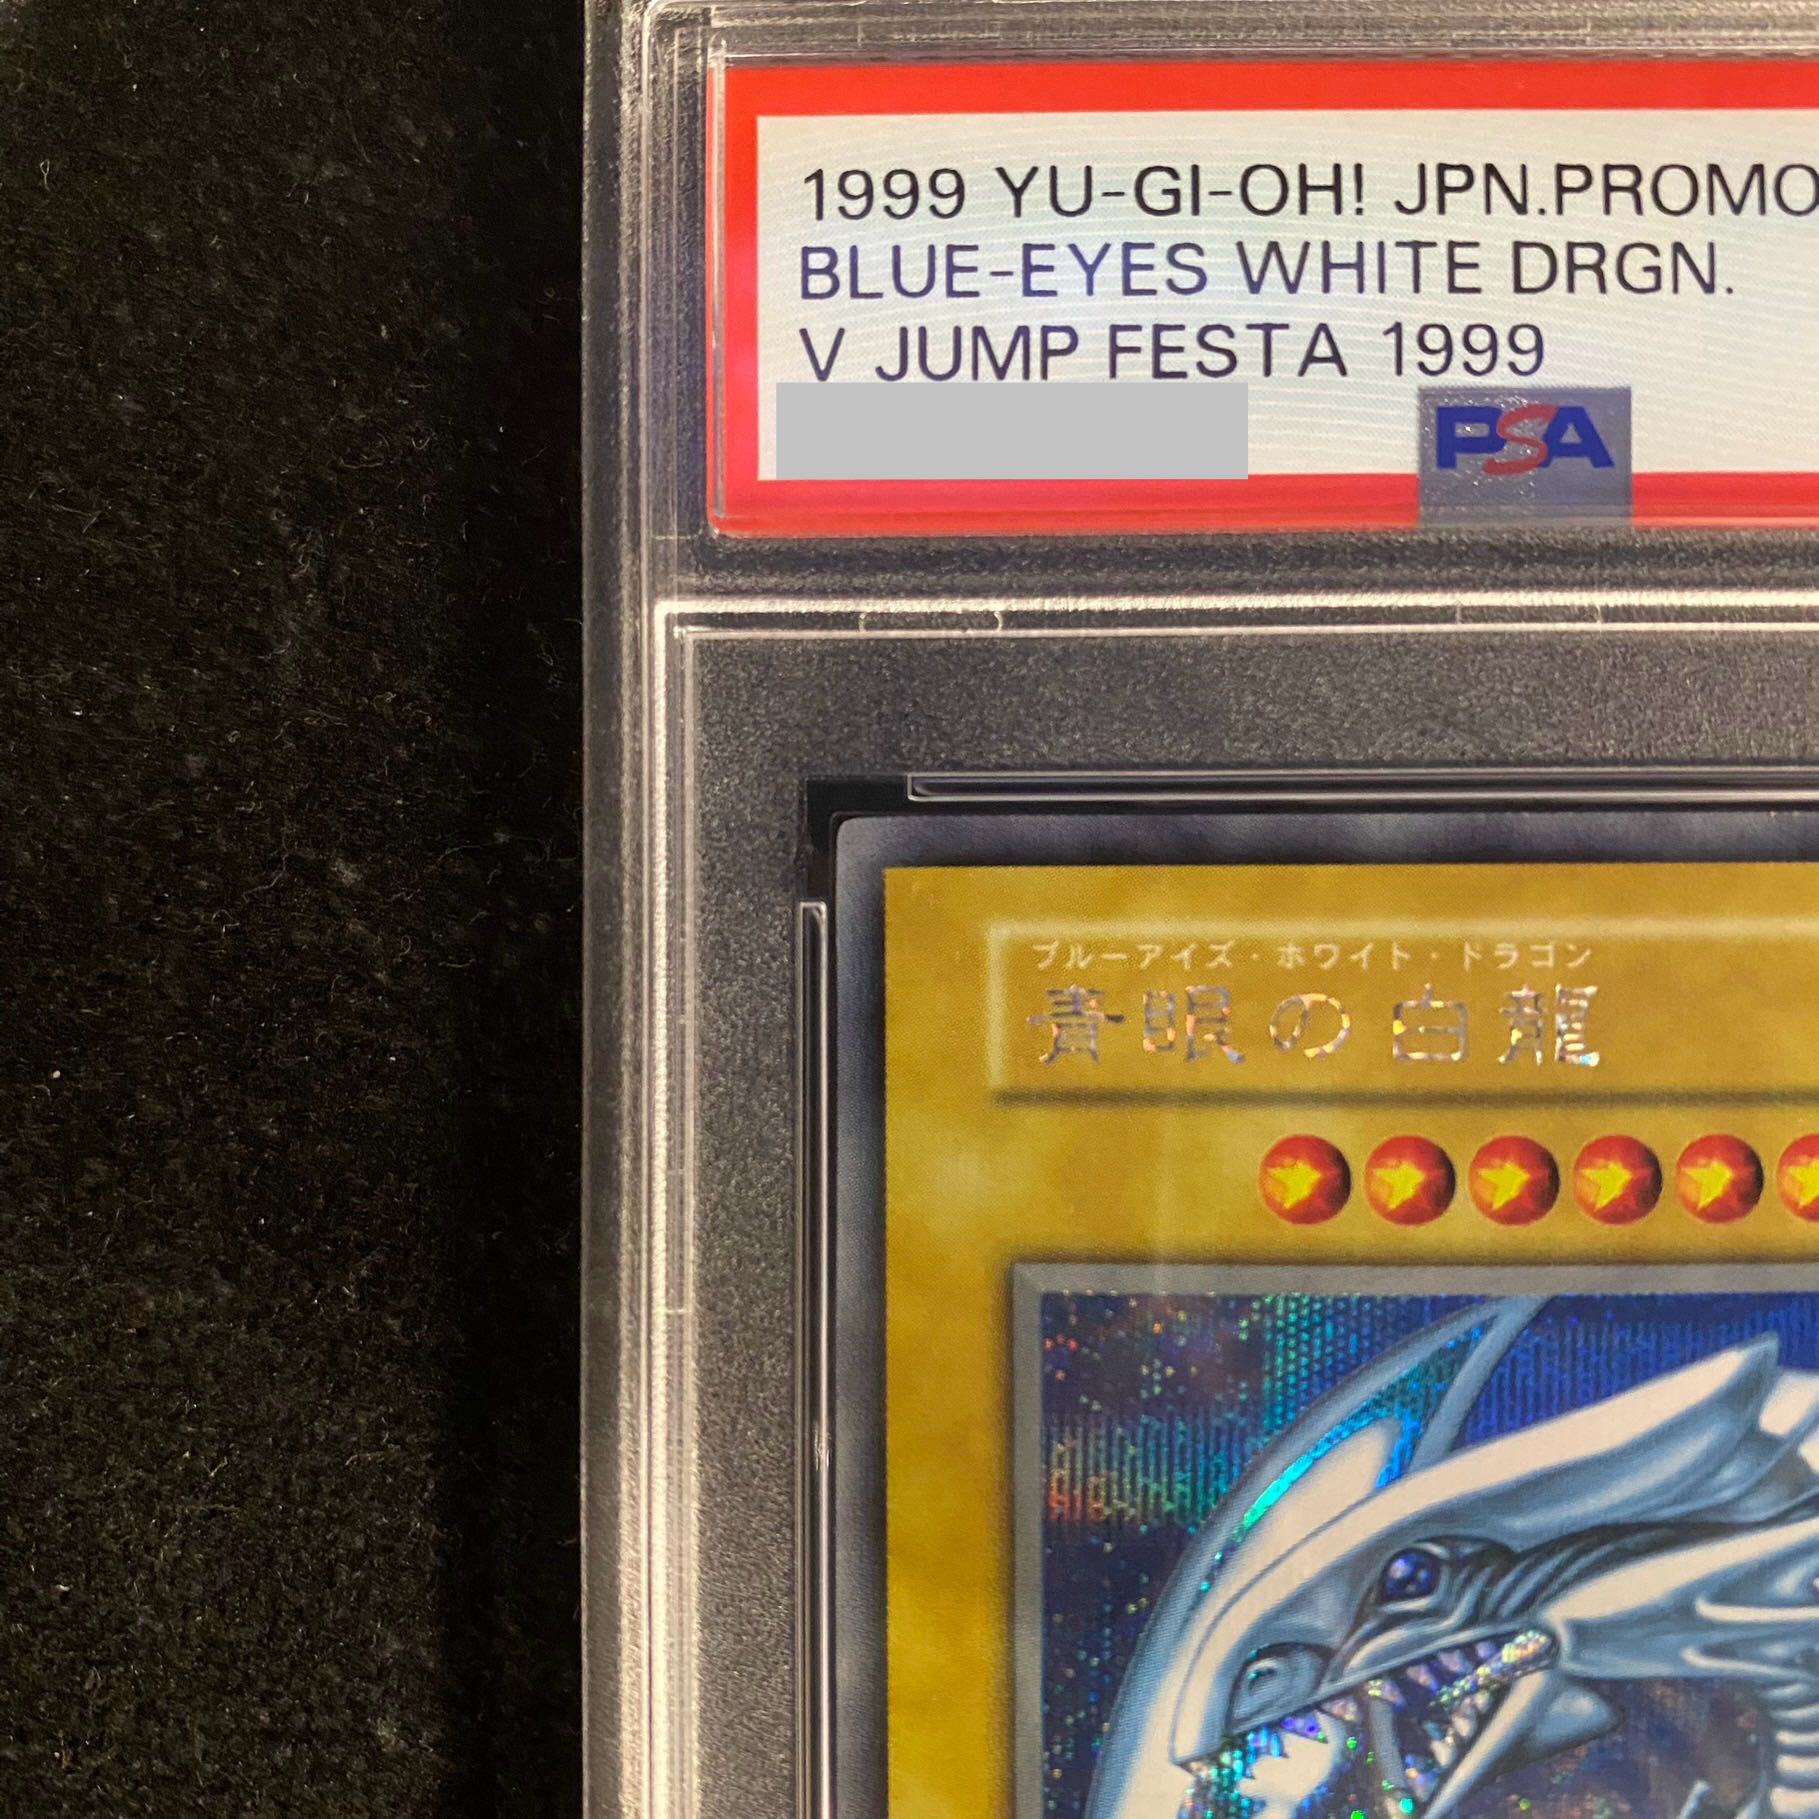 1999 YU-GI-OH! JPN.PROMO
BLUE-EYES WHITE DRGN.
V JUMP FESTA 1999
PSA
ブルーアイズ・ホワイト・ドラゴン
青眼の白龍